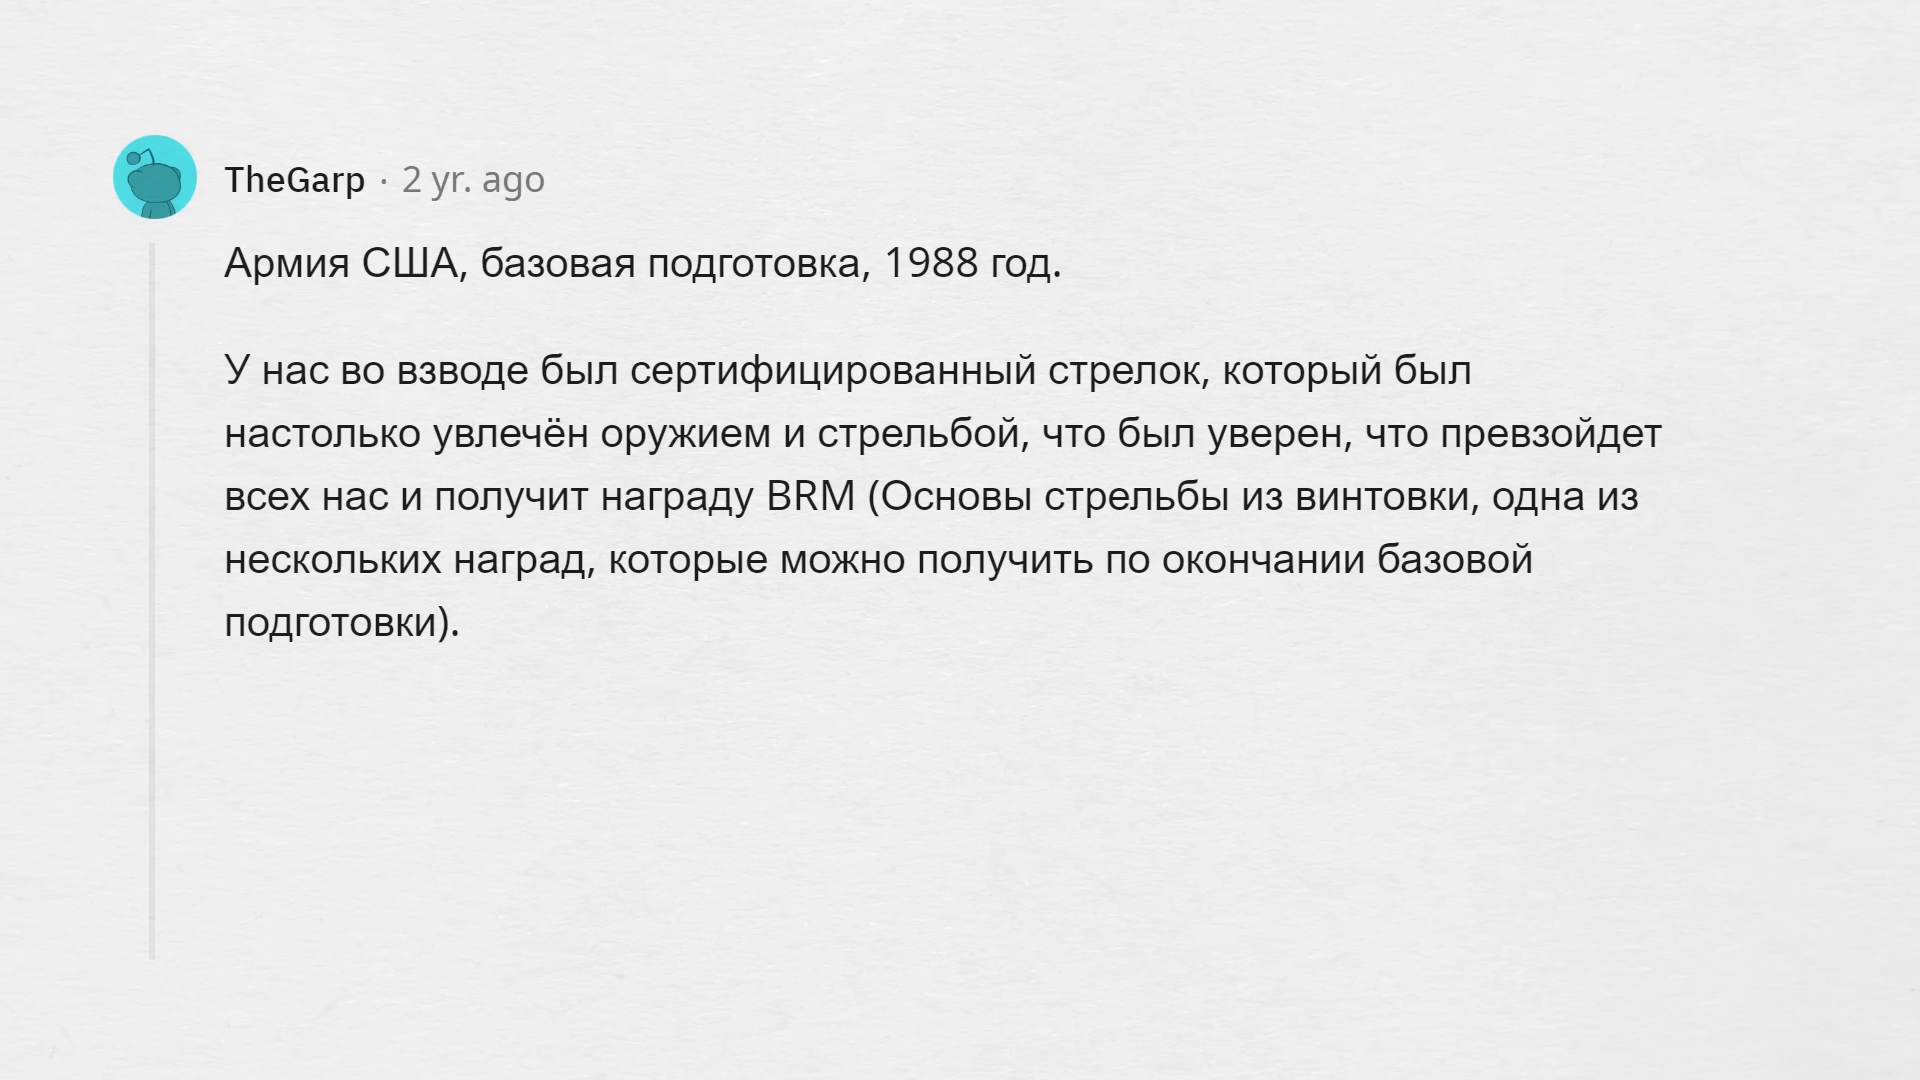 TheGarp · 2 yr. ago
Армия США, базовая подготовка, 1988 год.
У нас во взводе был сертифицированный стрелок, который был
настолько увлечён оружием и стрельбой, что был уверен, что превзойдет
всех нас и получит награду BRM (Основы стрельбы из винтовки, одна из
нескольких наград, которые можно получить по окончании базовой
подготовки).